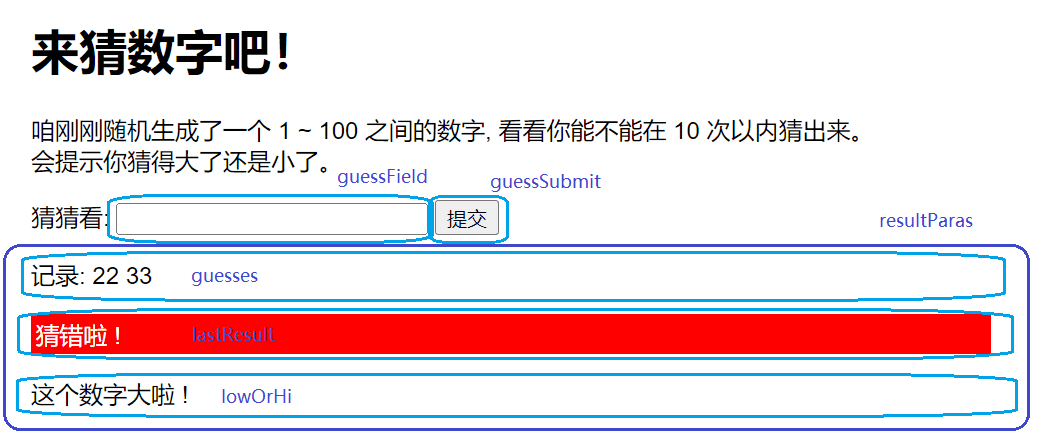 来猜数字吧！
咱刚刚随机生成了一个 1 ~ 100 之间的数字, 看看你能不能在 10 次以内猜出来。
会提示你猜得大了还是小了。
guessField
guessSubmit
猜猜看:
提交
resultParas
记录: 22 33
guesses
猜错啦！
lastResult
这个数字大啦！
lowOrHi